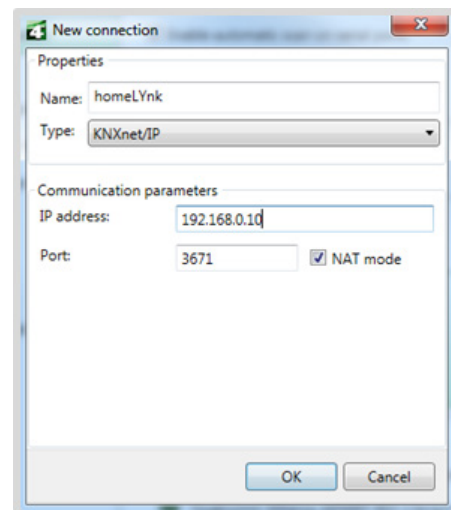 4 New connection
Properties
Name: homeLYnk
Type: KNXnet/IP
Communication parameters
IP address: 192.168.0.10
Port: 3671 NAT mode
OK Cancel